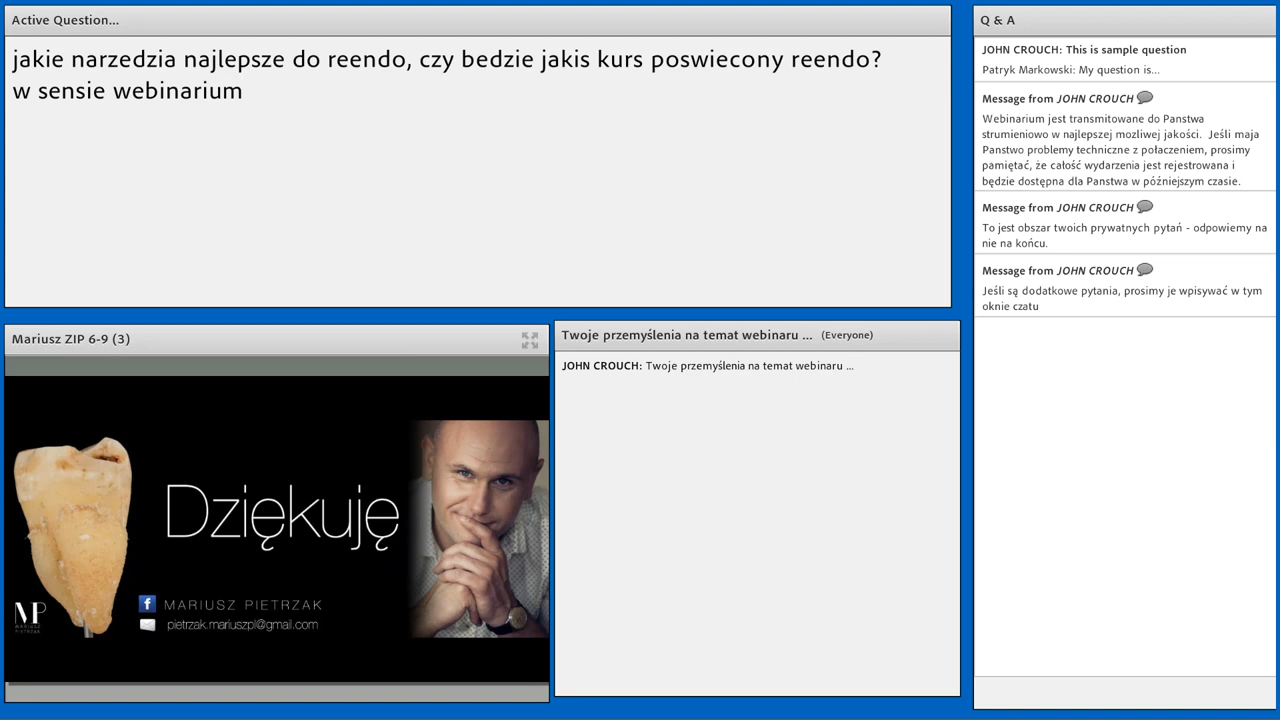 Active Question...
jakie narzedzia najlepsze do reendo, czy bedzie jakis kurs poswiecony reendo?
w sensie webinarium
Mariusz ZIP 6-9 (3)
Dziękuję
MP
MARIUSZ
PIETRZAK
f MARIUSZ PIETRZAK
pietrzak.mariuszpl@gmail.com
Twoje przemyślenia na temat webinaru ... (Everyone)
JOHN CROUCH: Twoje przemyślenia na temat webinaru ...
Q & A
JOHN CROUCH: This is sample question
Patryk Markowski: My question is...
Message from JOHN CROUCH
Webinarium jest transmitowane do Panstwa
strumieniowo w najlepszej mozliwej jakości. Jeśli maja
Panstwo problemy techniczne z połaczeniem, prosimy
pamiętać, że całość wydarzenia jest rejestrowana i
będzie dostępna dla Panstwa w późniejszym czasie.
Message from JOHN CROUCH
To jest obszar twoich prywatnych pytań - odpowiemy na
nie na końcu.
Message from JOHN CROUCH
Jeśli są dodatkowe pytania, prosimy je wpisywać w tym
oknie czatu